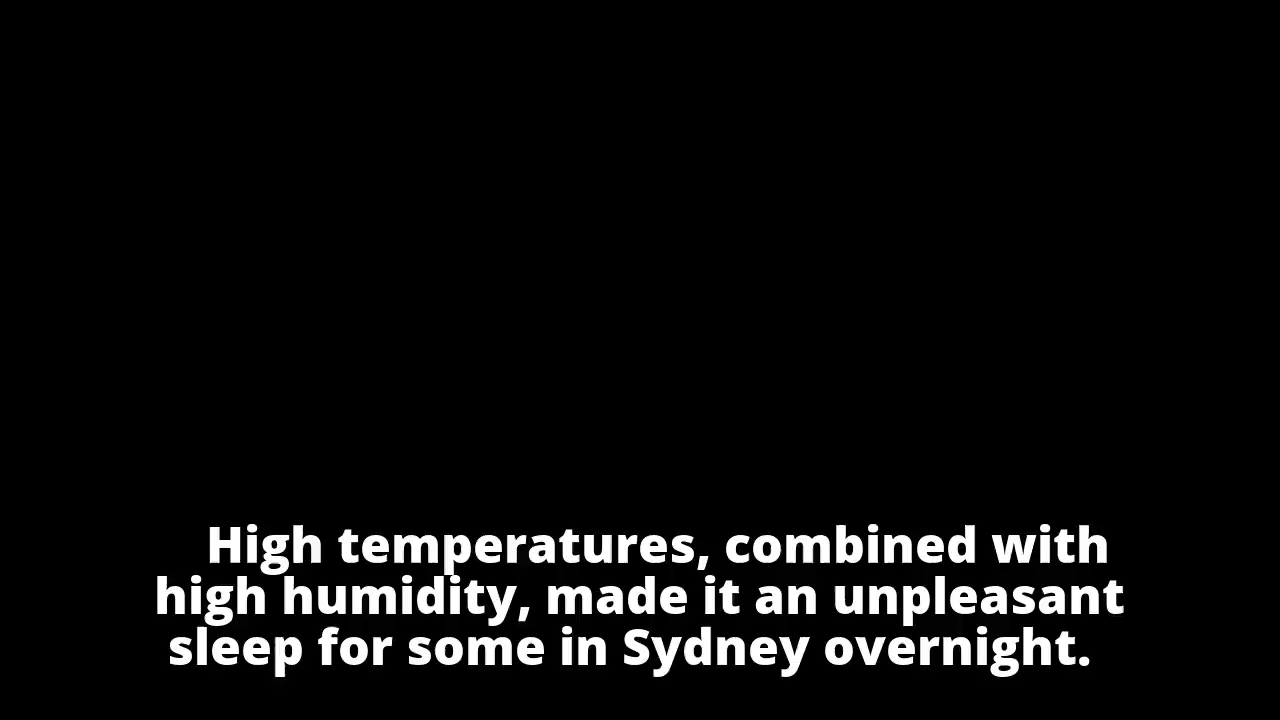 High temperatures, combined with
high humidity, made it an unpleasant
sleep for some in Sydney overnight.